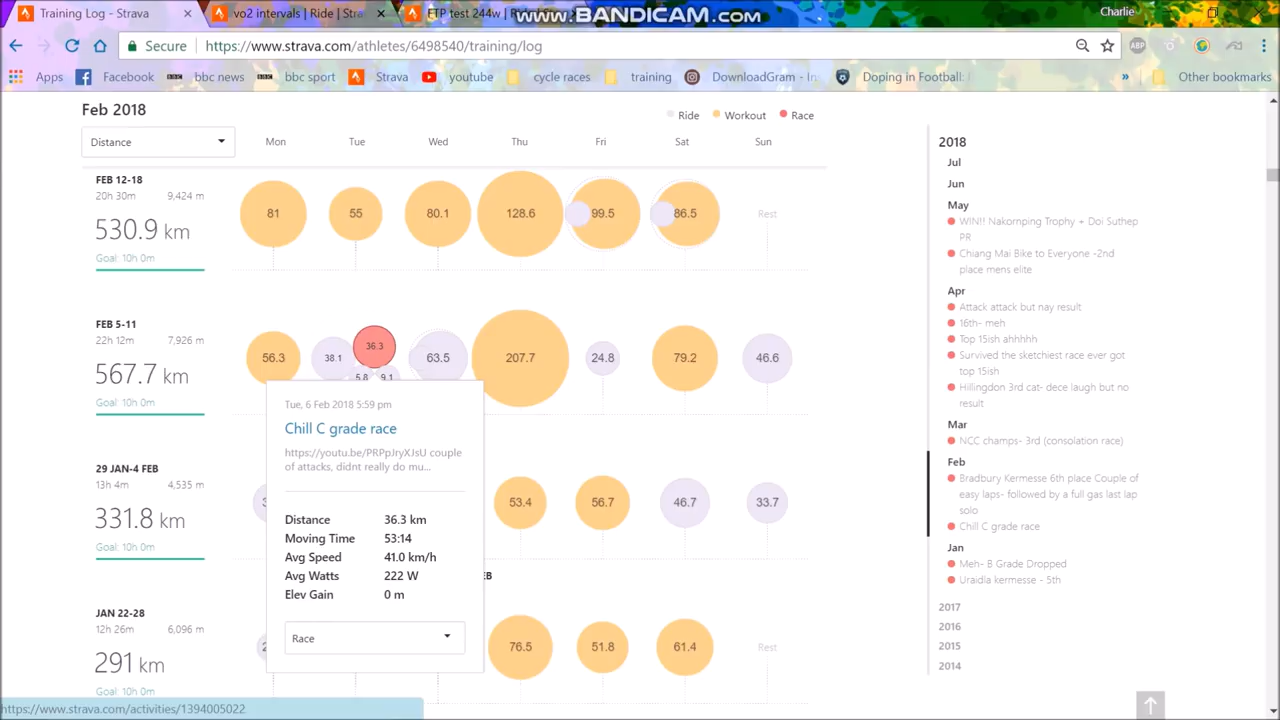 Training Log - Strava
vo2 intervals | Ride | Stra
FTP test 244w
www.BANDICAM.com
Charlie
Secure
https://www.strava.com/athletes/6498540/training/log
ABP
Apps
Facebook
bbc news
bbc sport
Strava
youtube
cycle races
training
DownloadGram - In
Doping in Football:
»
Other bookmarks
Feb 2018
Ride
Workout
Race
Distance
Mon
Tue
Wed
Thu
Fri
Sat
Sun
FEB 12-18
20h 30m 9,424 m
530.9 km
Goal: 10h 0m
81
55
80.1
128.6
99.5
86.5
Rest
FEB 5-11
22h 12m 7,926 m
567.7 km
Goal: 10h 0m
56.3
38.1
36.3
5.8
9.1
63.5
207.7
24.8
79.2
46.6
Tue, 6 Feb 2018 5:59 pm
Chill C grade race
https://youtu.be/PRPpJryXJsU couple
of attacks, didnt really do mu...
Distance 36.3 km
Moving Time 53:14
Avg Speed 41.0 km/h
Avg Watts 222 W
Elev Gain 0 m
Race
29 JAN-4 FEB
13h 4m 4,535 m
331.8 km
Goal: 10h 0m
53.4
56.7
46.7
33.7
JAN 22-28
12h 26m 6,096 m
291 km
Goal: 10h 0m
76.5
51.8
61.4
Rest
2018
Jul
Jun
May
WIN!! Nakornping Trophy + Doi Suthep
PR
Chiang Mai Bike to Everyone -2nd
place mens elite
Apr
Attack attack but nay result
16th- meh
Top 15ish ahhhhh
Survived the sketchiest race ever got
top 15ish
Hillingdon 3rd cat- dece laugh but no
result
Mar
NCC champs- 3rd (consolation race)
Feb
Bradbury Kermesse 6th place Couple of
easy laps- followed by a full gas last lap
solo
Chill C grade race
Jan
Meh- B Grade Dropped
Uraidla kermesse - 5th
2017
2016
2015
2014
https://www.strava.com/activities/1394005022